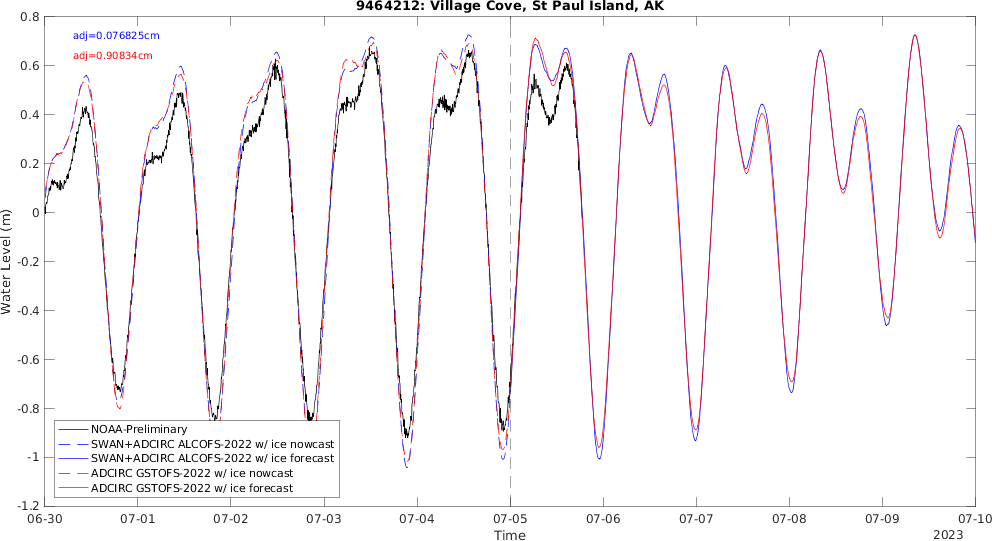 9464212: Village Cove, St Paul Island, AK
adj=0.076825cm
adj=0.90834cm
Water Level (m)
0.8
0.6
0.4
0.2
0
-0.2
-0.4
-0.6
-0.8
-1
-1.2
NOAA-Preliminary
SWAN+ADCIRC ALCOFS-2022 w/ ice nowcast
SWAN+ADCIRC ALCOFS-2022 w/ ice forecast
ADCIRC GSTOFS-2022 w/ ice nowcast
ADCIRC GSTOFS-2022 w/ ice forecast
06-30 07-01 07-02 07-03 07-04 07-05 07-06 07-07 07-08 07-09 07-10
Time
2023